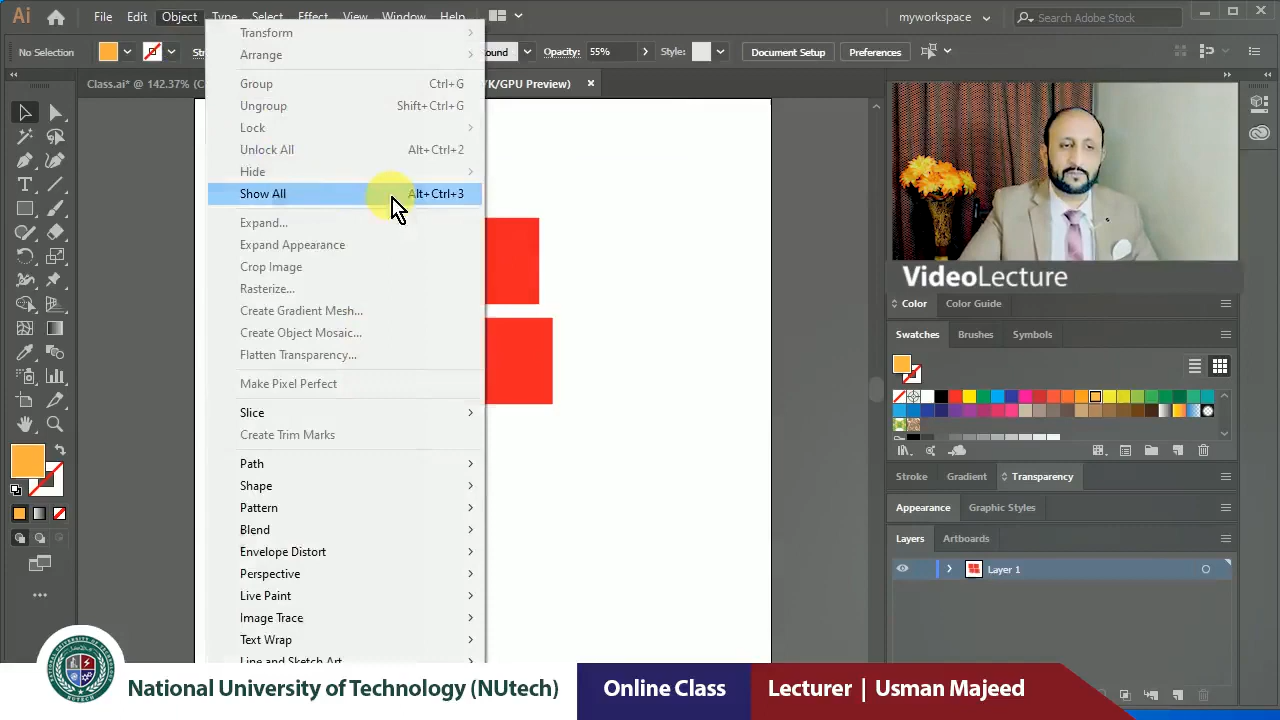 Ai
File Edit Object Type Select Effect View Window Help
myworkspace
Search Adobe Stock
No Selection
Opacity: 55%
Style:
Document Setup
Preferences
Class.ai* @ 142.37%
K/GPU Preview)
Transform
Arrange
Group Ctrl+G
Ungroup Shift+Ctrl+G
Lock
Unlock All Alt+Ctrl+2
Hide
Show All Alt+Ctrl+3
Expand...
Expand Appearance
Crop Image
Rasterize...
Create Gradient Mesh...
Create Object Mosaic...
Flatten Transparency...
Make Pixel Perfect
Slice
Create Trim Marks
Path
Shape
Pattern
Blend
Envelope Distort
Perspective
Live Paint
Image Trace
Text Wrap
Line and Sketch Art
VideoLecture
Color Color Guide
Swatches Brushes Symbols
Stroke Gradient Transparency
Appearance Graphic Styles
Layers Artboards
Layer 1
National University of Technology (NUtech)
Online Class
Lecturer | Usman Majeed